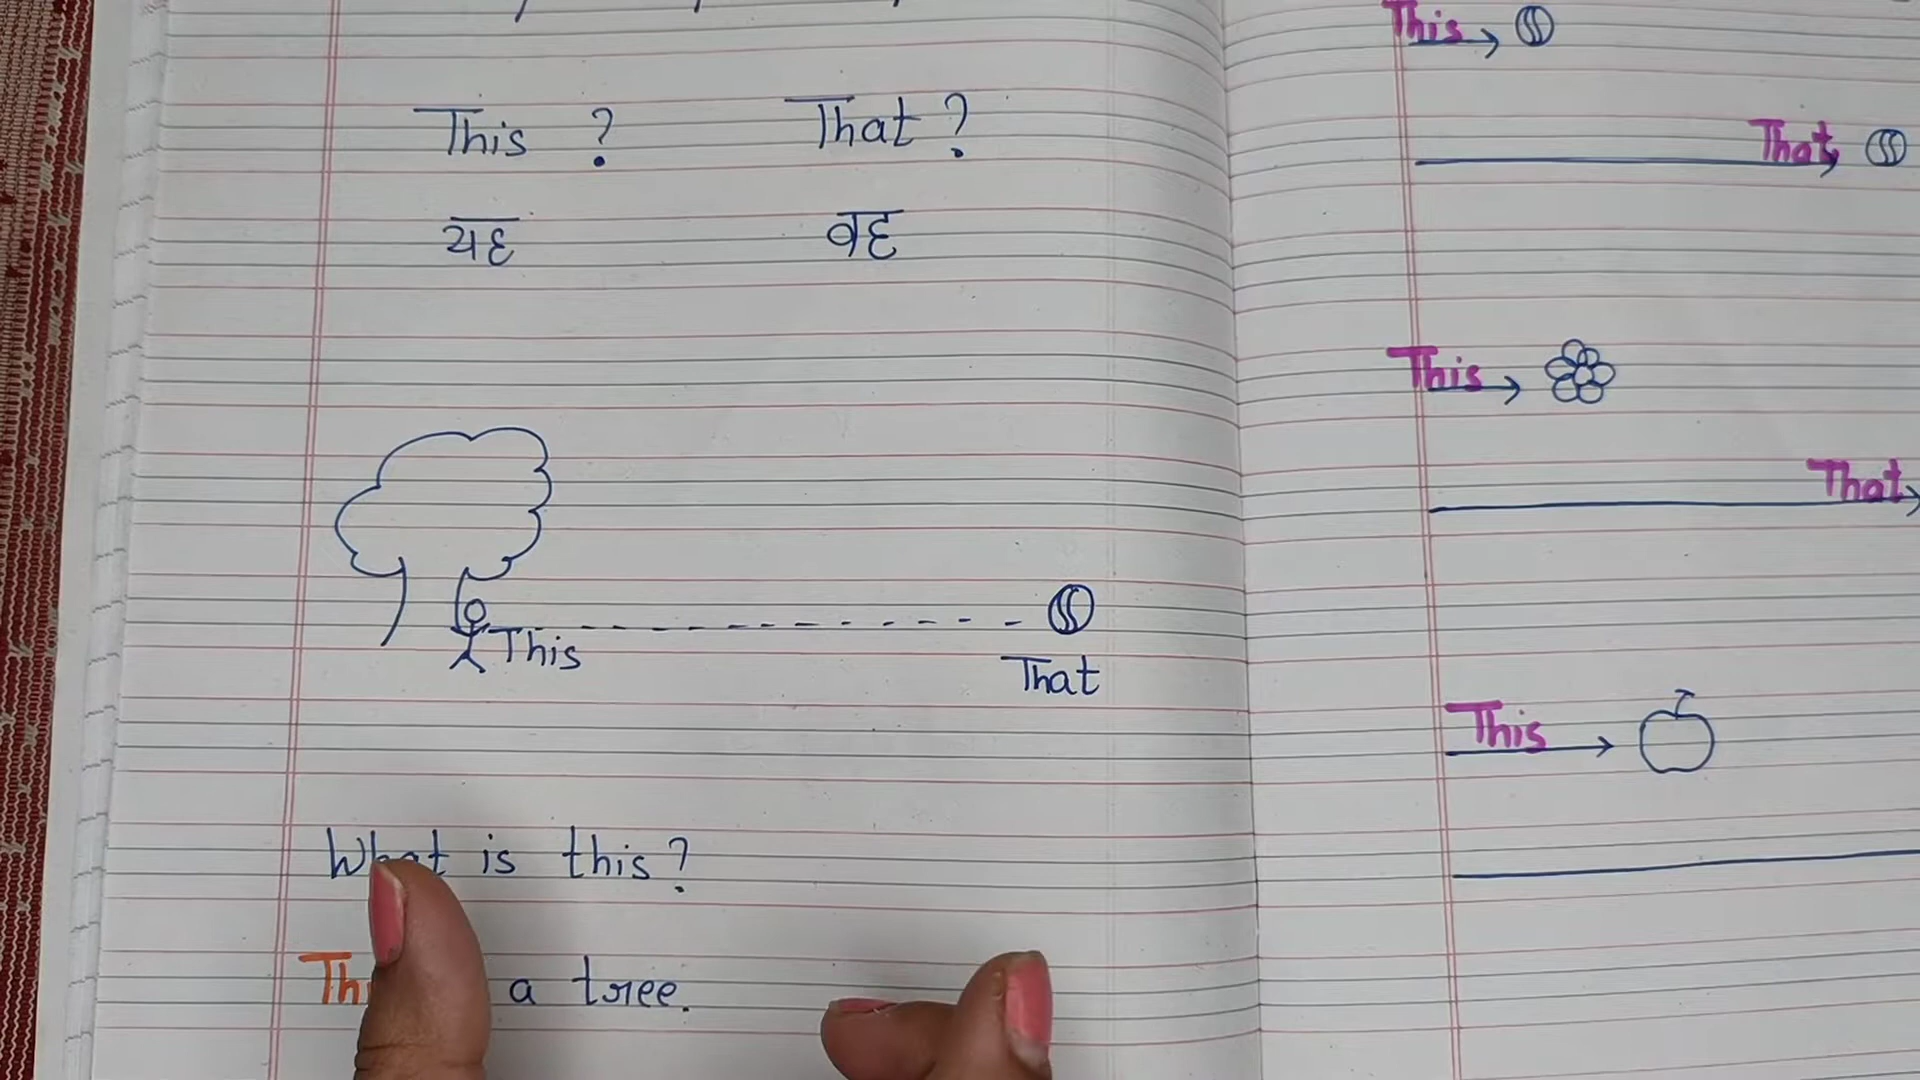 This ? That ?
यह वह
This
That
What is this?
a tree.
This
That
This
That
This